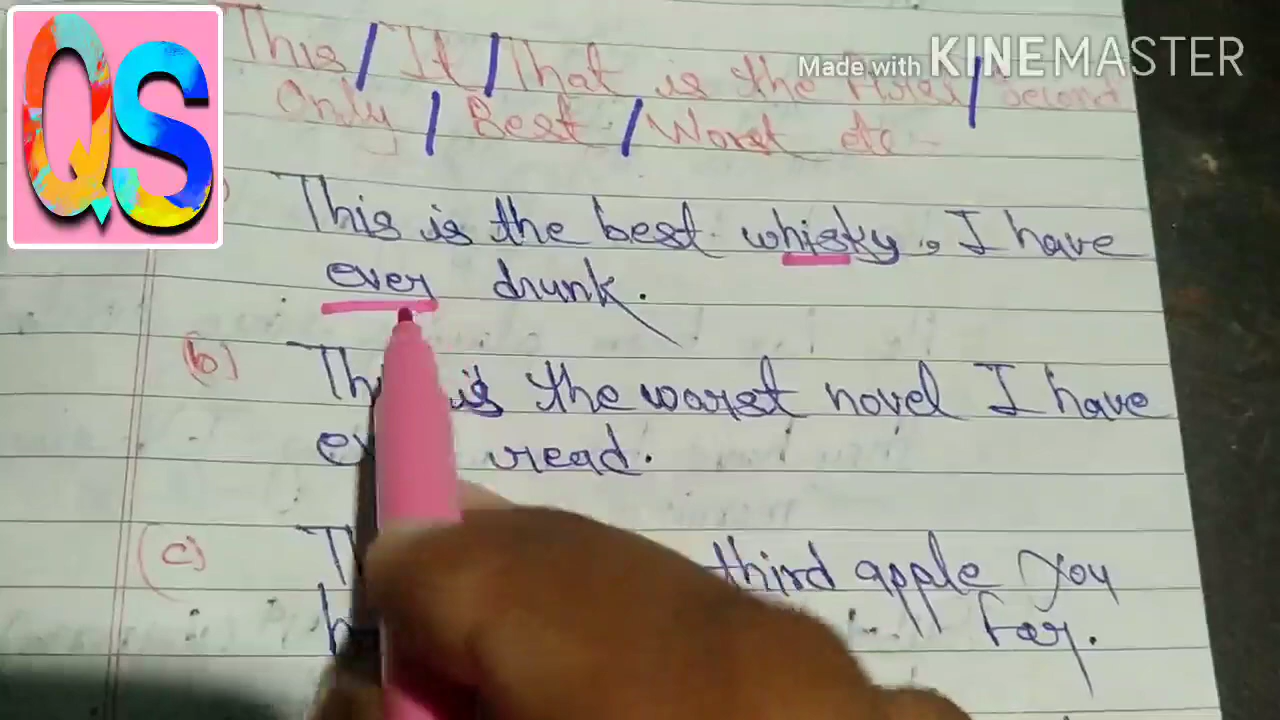 QS
Made with KINEMASTER
This / It / That is the First / Second
Only / Best / Worst etc -
This is the best whisky, I have
ever drunk.
(b) This is the worst novel I have
read.
(c) third apple you
far.